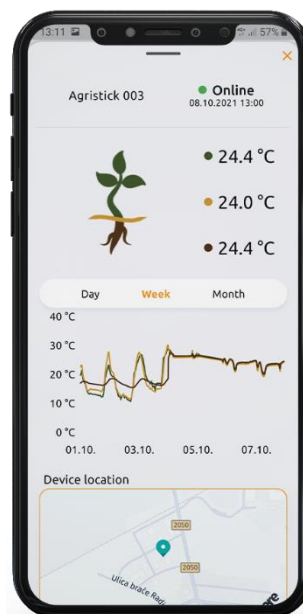 13:11
57%
Agristick 003
Online
08.10.2021 13:00
24.4 °C
24.0 °C
24.4 °C
Day Week Month
40 °C
30 °C
20 °C
10 °C
0 °C
01.10. 03.10. 05.10. 07.10.
Device location
2050
2050
Ulica braće Radi